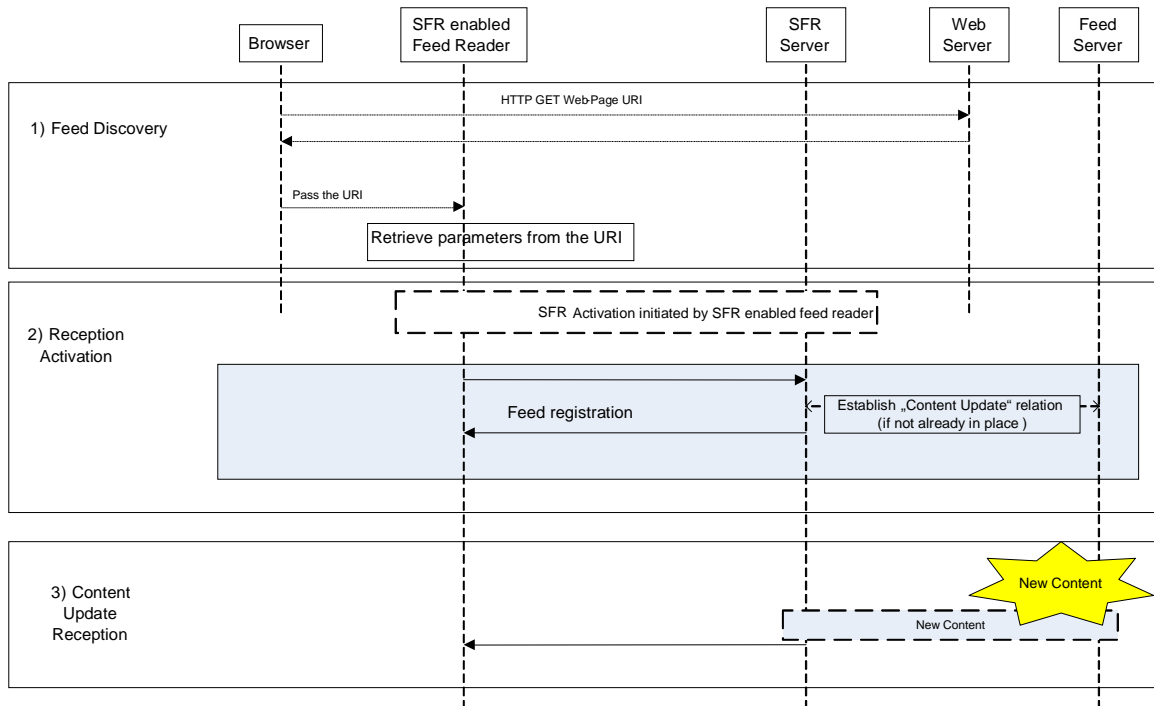 Browser
SFR enabled
Feed Reader
SFR
Server
Web
Server
Feed
Server
1) Feed Discovery
HTTP GET Web-Page URI
Pass the URI
Retrieve parameters from the URI
2) Reception
Activation
SFR Activation initiated by SFR enabled feed reader
Feed registration
Establish „Content Update“ relation
(if not already in place )
3) Content
Update
Reception
New Content
New Content